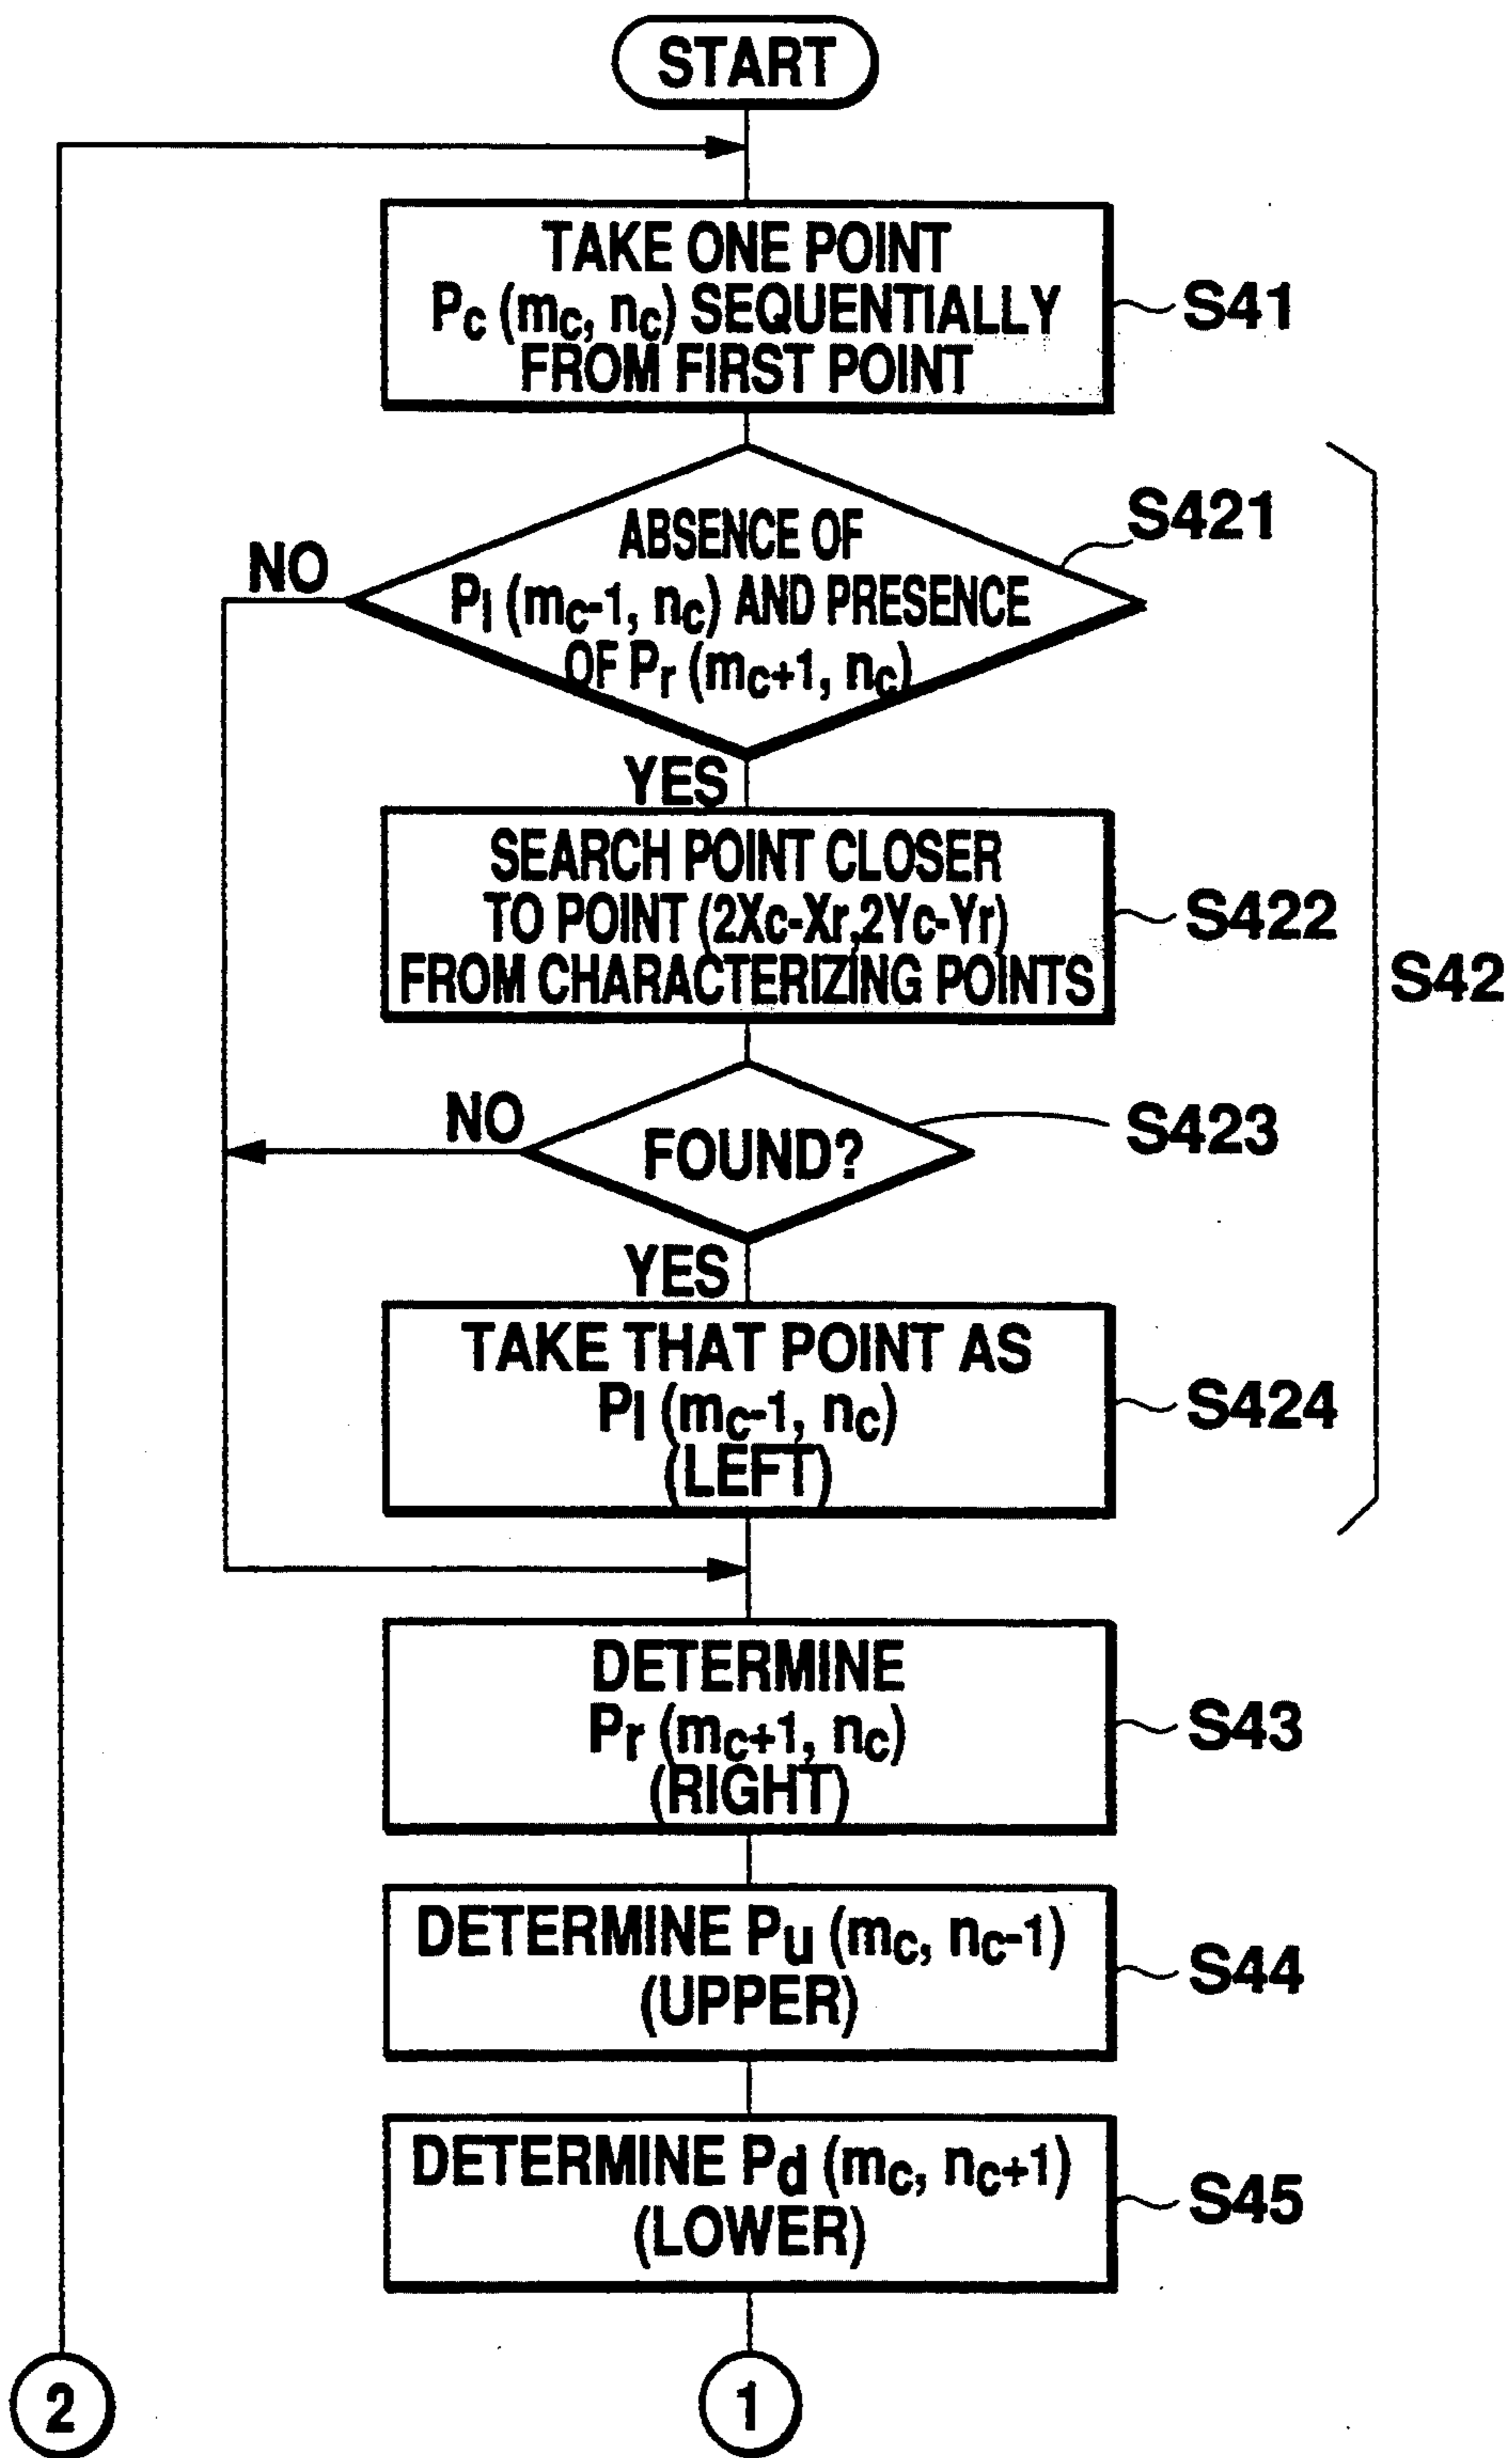 START
TAKE ONE POINT
Pc (mc, nc) SEQUENTIALLY
FROM FIRST POINT
S41
ABSENCE OF
Pl (mc-1, nc) AND PRESENCE
OF Pr (mc+1, nc)
S421
NO
YES
SEARCH POINT CLOSER
TO POINT (2Xc-Xr,2Yc-Yr)
FROM CHARACTERIZING POINTS
S422
S42
FOUND?
S423
NO
YES
TAKE THAT POINT AS
Pl (mc-1, nc)
(LEFT)
S424
DETERMINE
Pr (mc+1, nc)
(RIGHT)
S43
DETERMINE Pu (mc, nc-1)
(UPPER)
S44
DETERMINE Pd (mc, nc+1)
(LOWER)
S45
2
1